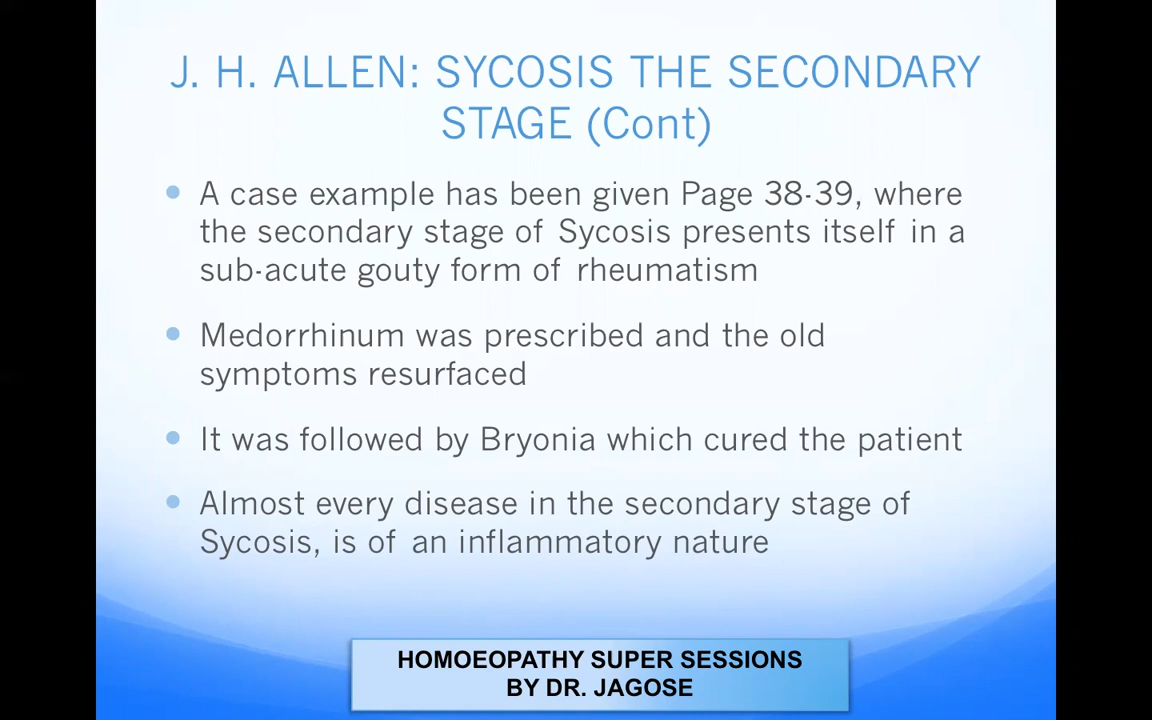 J. H. ALLEN: SYCOSIS THE SECONDARY
STAGE (Cont)
• A case example has been given Page 38-39, where
the secondary stage of Sycosis presents itself in a
sub-acute gouty form of rheumatism
• Medorrhinum was prescribed and the old
symptoms resurfaced
• It was followed by Bryonia which cured the patient
• Almost every disease in the secondary stage of
Sycosis, is of an inflammatory nature
HOMOEOPATHY SUPER SESSIONS
BY DR. JAGOSE